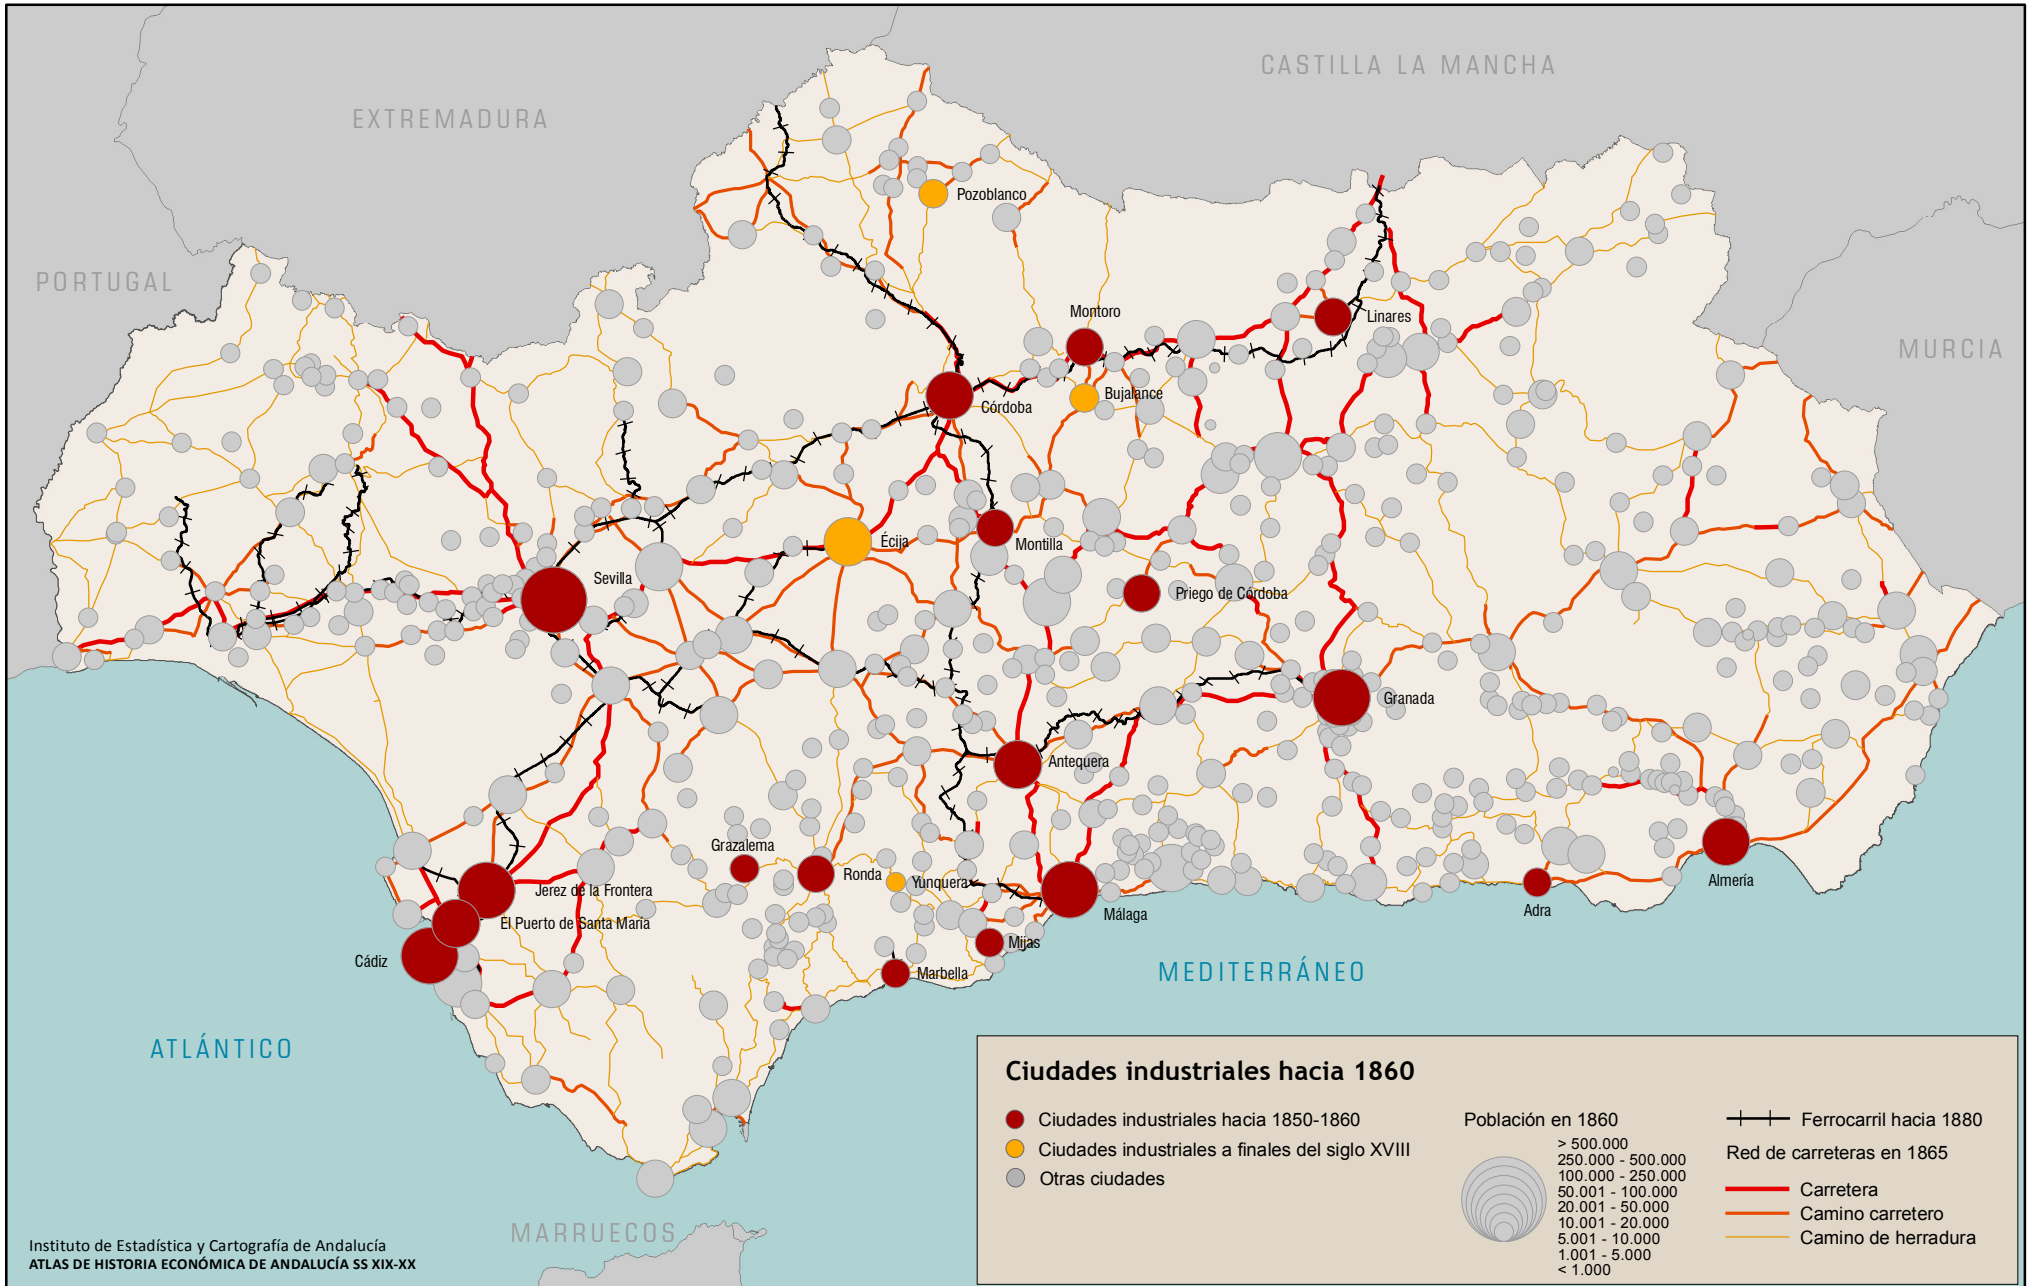 CASTILLA LA MANCHA
EXTREMADURA
Pozoblanco
PORTUGAL
Montoro
Linares
MURCIA
Bujalance
Córdoba
Écija
Montilla
Sevilla
Priego de Córdoba
Granada
Antequera
Grazalema
Ronda
Yunquera
Jerez de la Frontera
Almería
Málaga
Adra
El Puerto de Santa Maria
Mijas
Cádiz
Marbella
MEDITERRÁNEO
ATLÁNTICO
MARRUECOS
Ciudades industriales hacia 1860
Ciudades industriales hacia 1850-1860
Ciudades industriales a finales del siglo XVIII
Otras ciudades
Población en 1860
> 500.000
250.000 - 500.000
100.000 - 250.000
50.001 - 100.000
20.001 - 50.000
10.001 - 20.000
5.001 - 10.000
1.001 - 5.000
< 1.000
Ferrocarril hacia 1880
Red de carreteras en 1865
Carretera
Camino carretero
Camino de herradura
Instituto de Estadística y Cartografía de Andalucía
ATLAS DE HISTORIA ECONÓMICA DE ANDALUCÍA SS XIX-XX